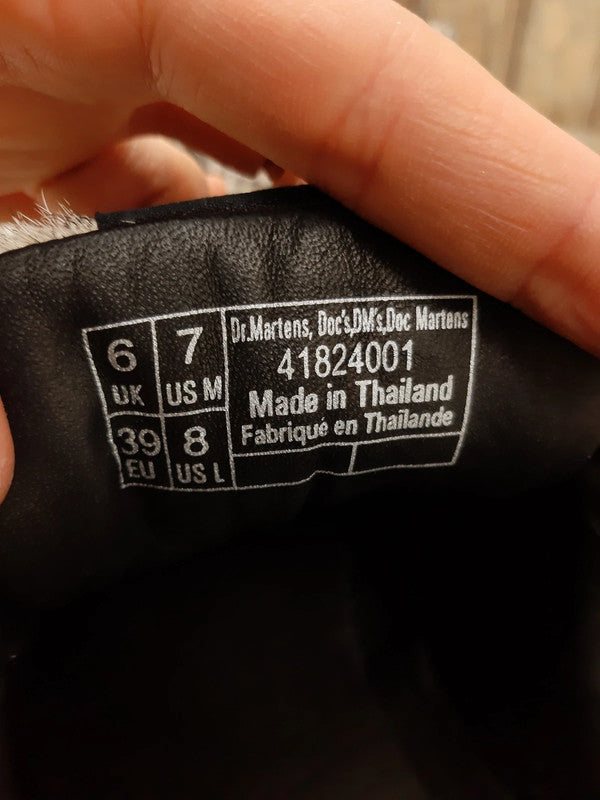 6
UK
7
US M
39
EU
8
US L
Dr.Martens, Doc's,DM's,Doc Martens
41824001
Made in Thailand
Fabriqué en Thaïlande